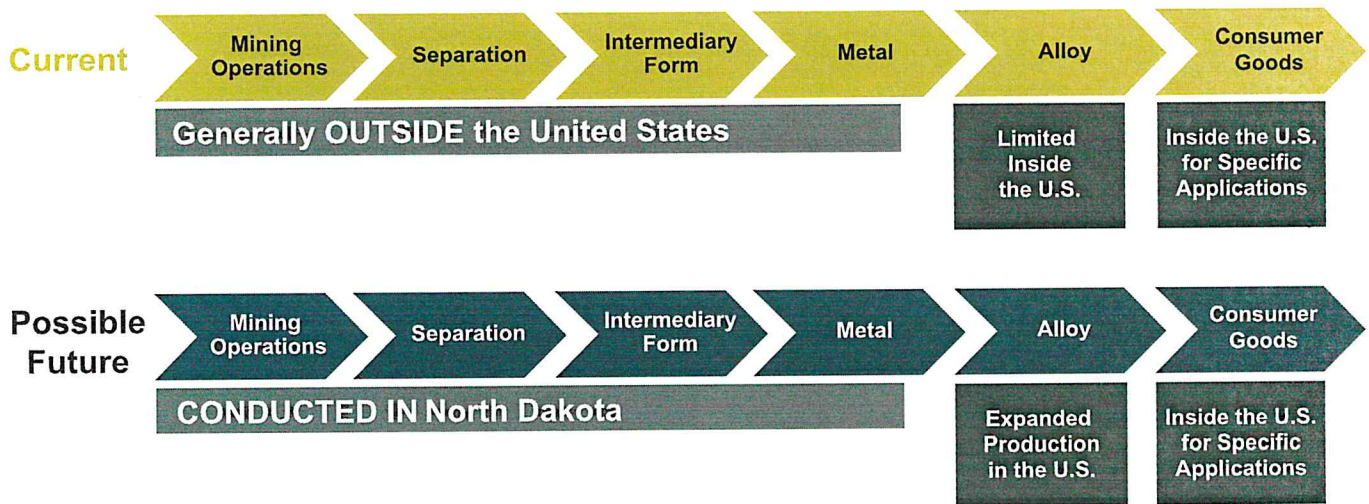 Current
Mining
Operations
Separation
Intermediary
Form
Metal
Alloy
Consumer
Goods
Generally OUTSIDE the United States
Limited
Inside
the U.S.
Inside the U.S.
for Specific
Applications
Possible
Future
Mining
Operations
Separation
Intermediary
Form
Metal
Alloy
Consumer
Goods
CONDUCTED IN North Dakota
Expanded
Production
in the U.S.
Inside the U.S.
for Specific
Applications